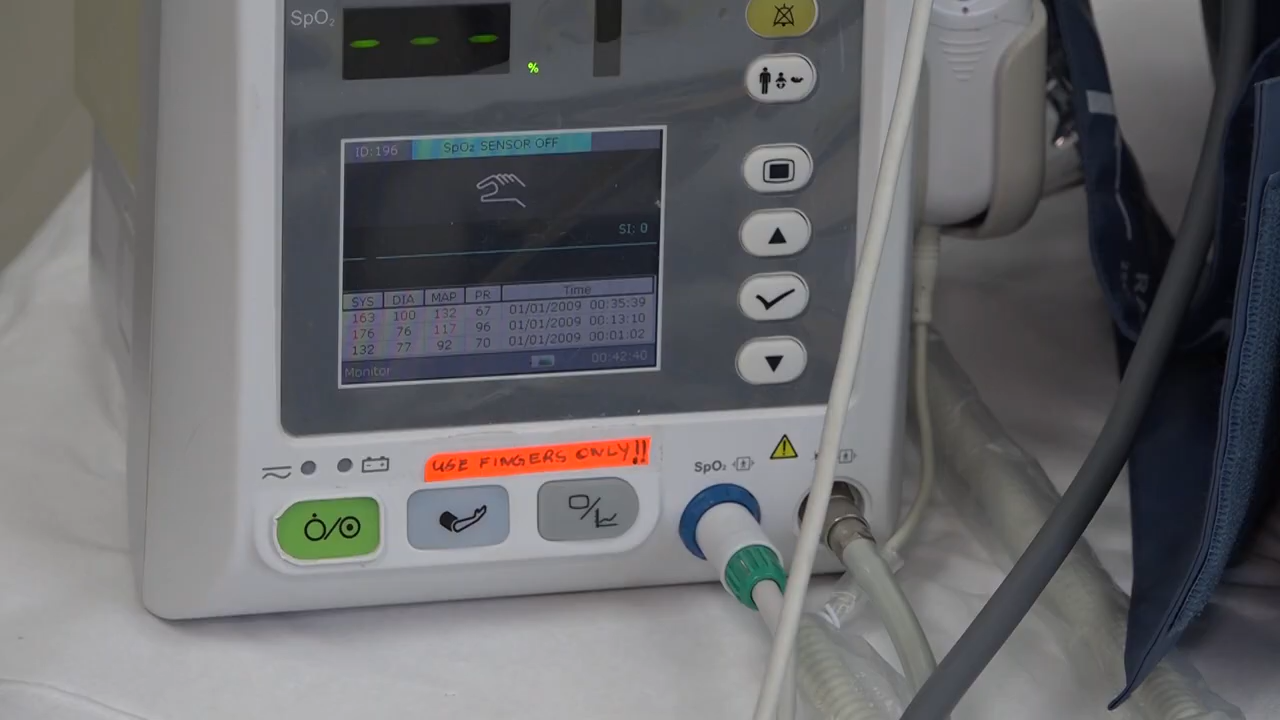 SpO₂
%
ID:196 SpO₂ SENSOR OFF
SI: 0
SYS DIA MAP PR Time
163 100 132 67 01/01/2009 00:35:39
176 76 117 96 01/01/2009 00:13:10
132 77 92 70 01/01/2009 00:01:02
Monitor 00:42:40
USE FINGERS ONLY!!
SpO₂